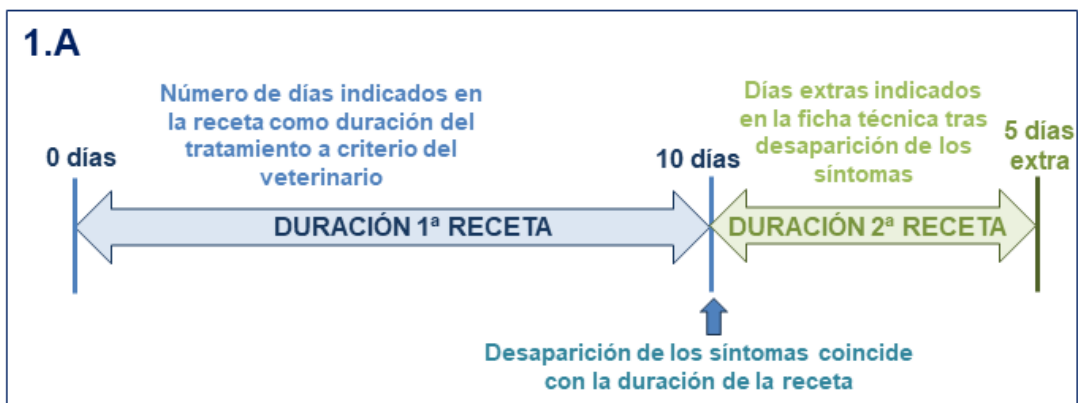 1.A
Número de días indicados en
la receta como duración del
tratamiento a criterio del
veterinario
Días extras indicados
en la ficha técnica tras
desaparición de los
síntomas
0 días
10 días
5 días
extra
DURACIÓN 1ª RECETA
DURACIÓN 2ª RECETA
Desaparición de los síntomas coincide
con la duración de la receta